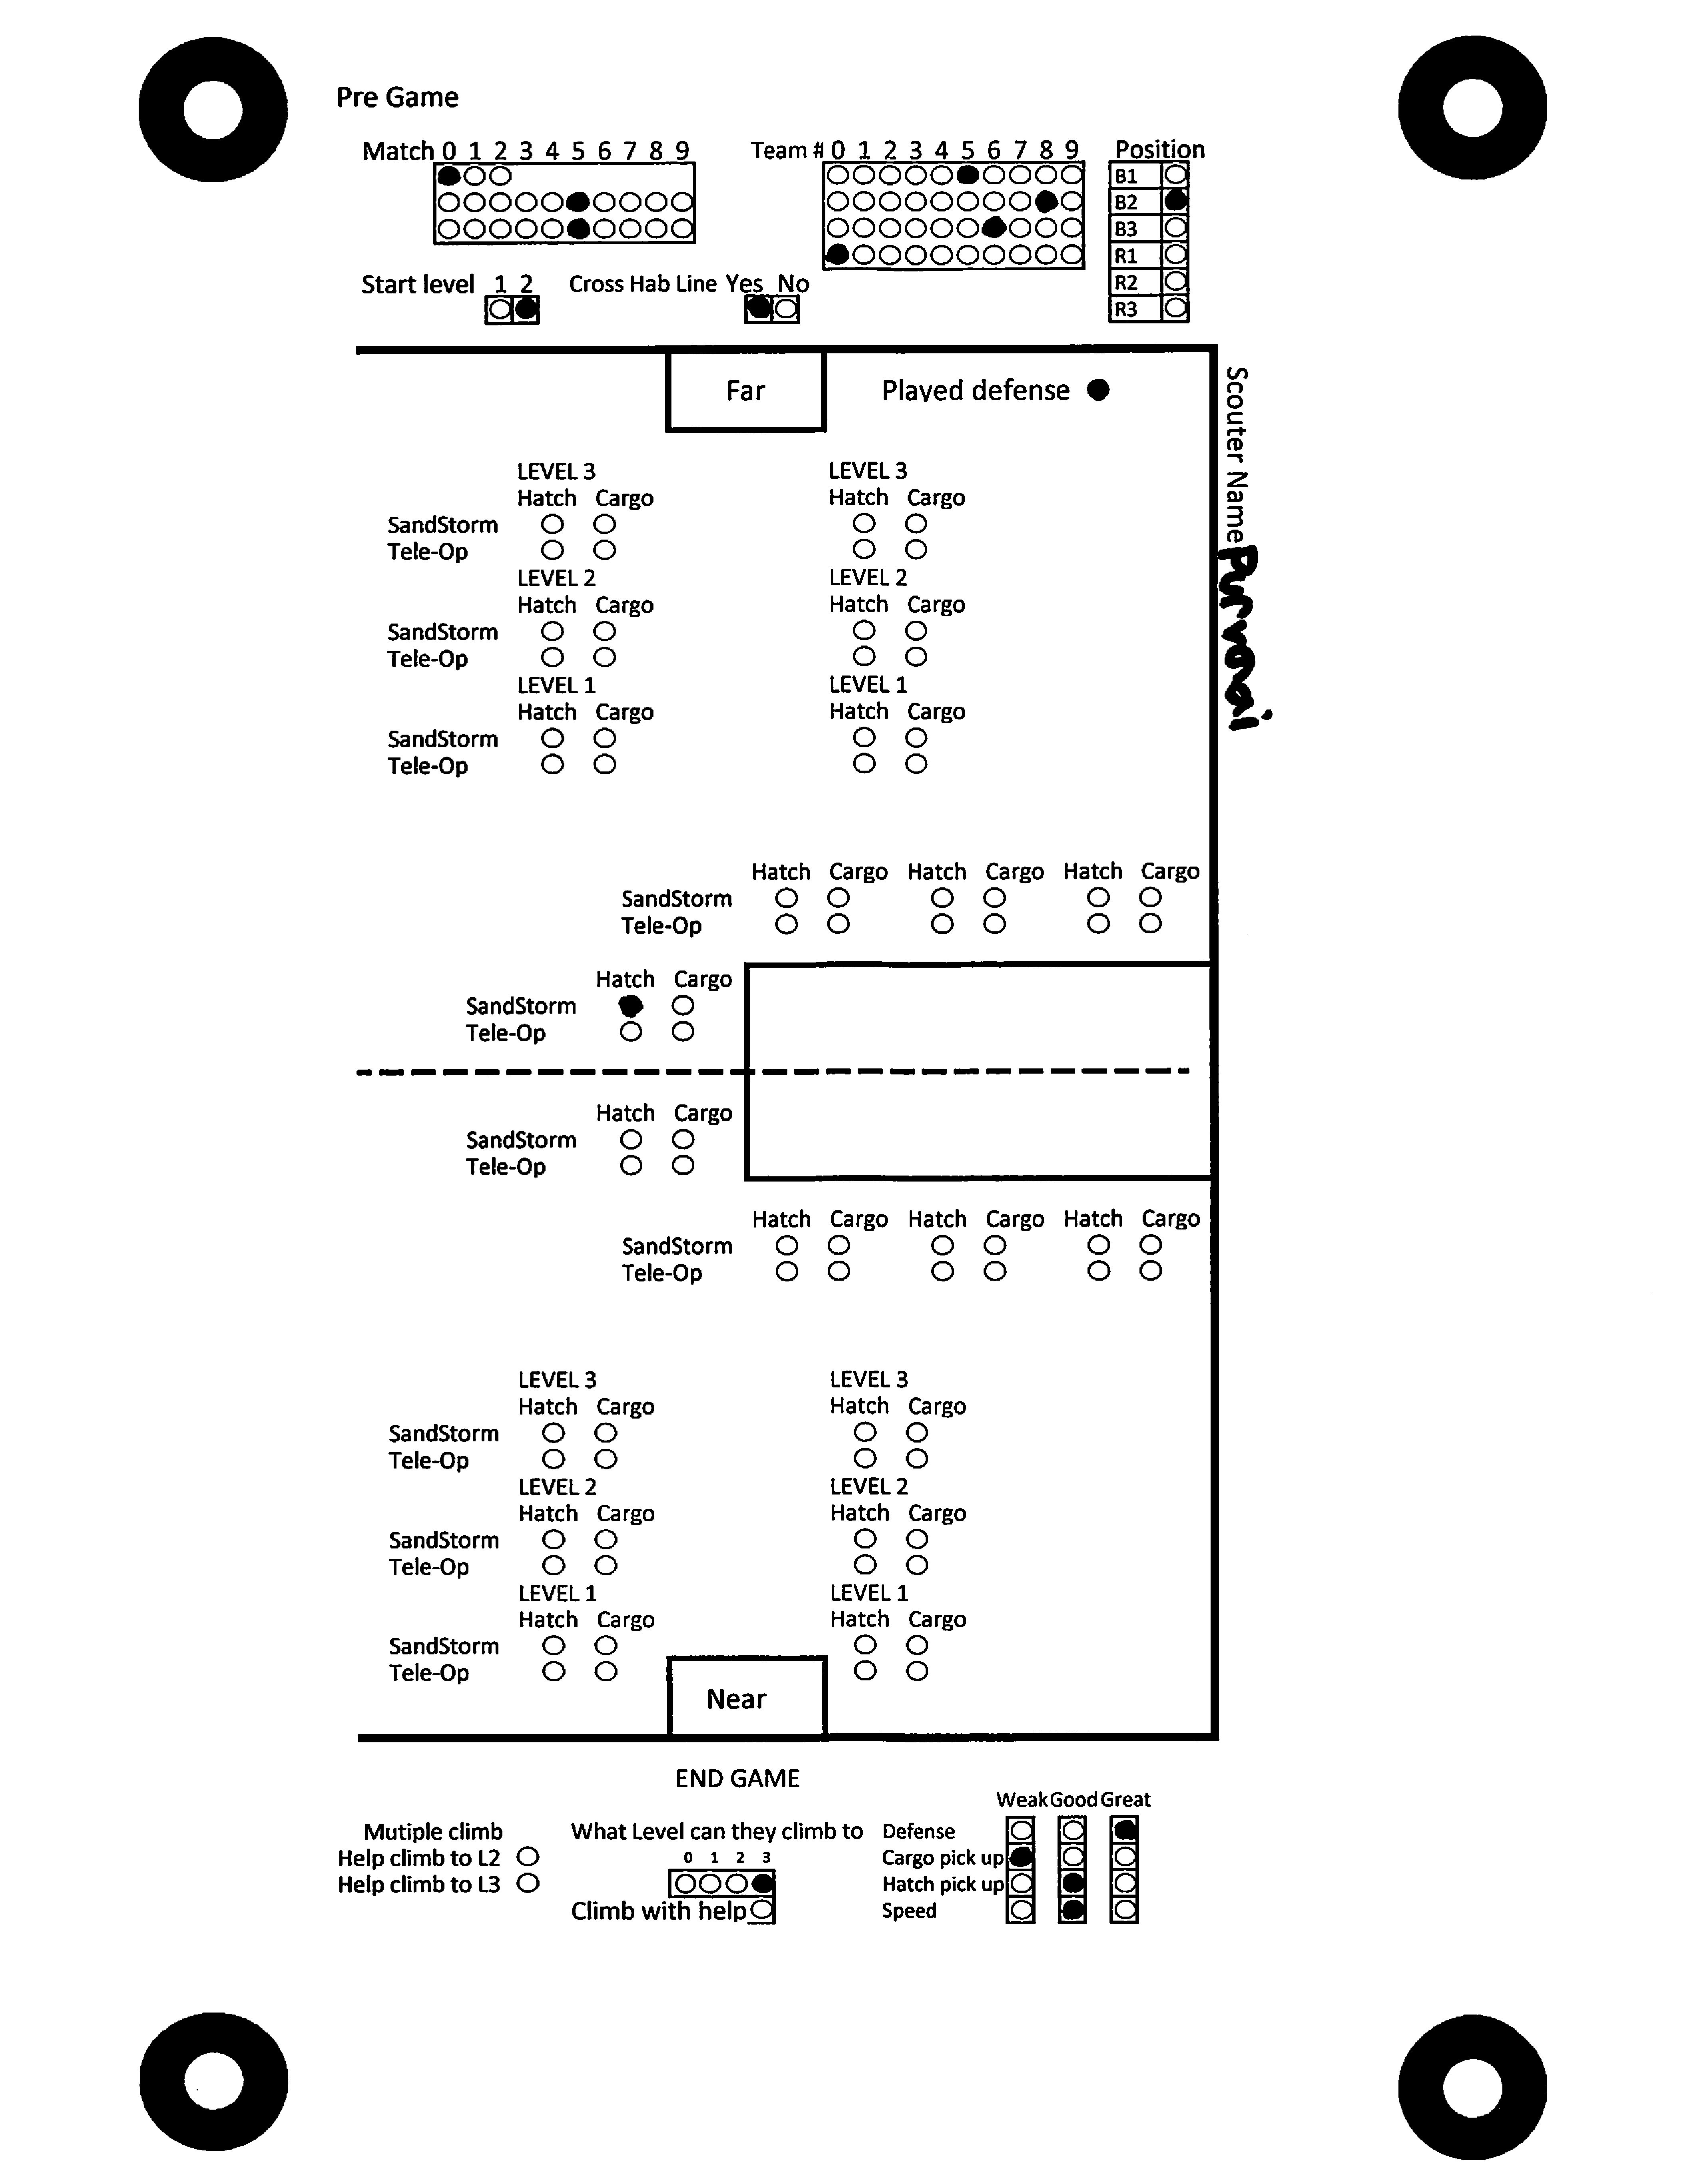 Pre Game
Match 0 1 2 3 4 5 6 7 8 9
Team # 0 1 2 3 4 5 6 7 8 9
Position
B1
B2
B3
R1
R2
R3
Start level 1 2
Cross Hab Line Yes No
Far
Played defense
Scouter Name
LEVEL 3 LEVEL 3
Hatch Cargo Hatch Cargo
SandStorm
Tele-Op
LEVEL 2 LEVEL 2
Hatch Cargo Hatch Cargo
SandStorm
Tele-Op
LEVEL 1 LEVEL 1
Hatch Cargo Hatch Cargo
SandStorm
Tele-Op
Hatch Cargo Hatch Cargo Hatch Cargo
SandStorm
Tele-Op
Hatch Cargo
SandStorm
Tele-Op
Hatch Cargo
SandStorm
Tele-Op
Hatch Cargo Hatch Cargo Hatch Cargo
SandStorm
Tele-Op
LEVEL 3 LEVEL 3
Hatch Cargo Hatch Cargo
SandStorm
Tele-Op
LEVEL 2 LEVEL 2
Hatch Cargo Hatch Cargo
SandStorm
Tele-Op
LEVEL 1 LEVEL 1
Hatch Cargo Hatch Cargo
SandStorm
Tele-Op
Near
END GAME
Mutiple climb
Help climb to L2
Help climb to L3
What Level can they climb to
0 1 2 3
Climb with help
Weak Good Great
Defense
Cargo pick up
Hatch pick up
Speed